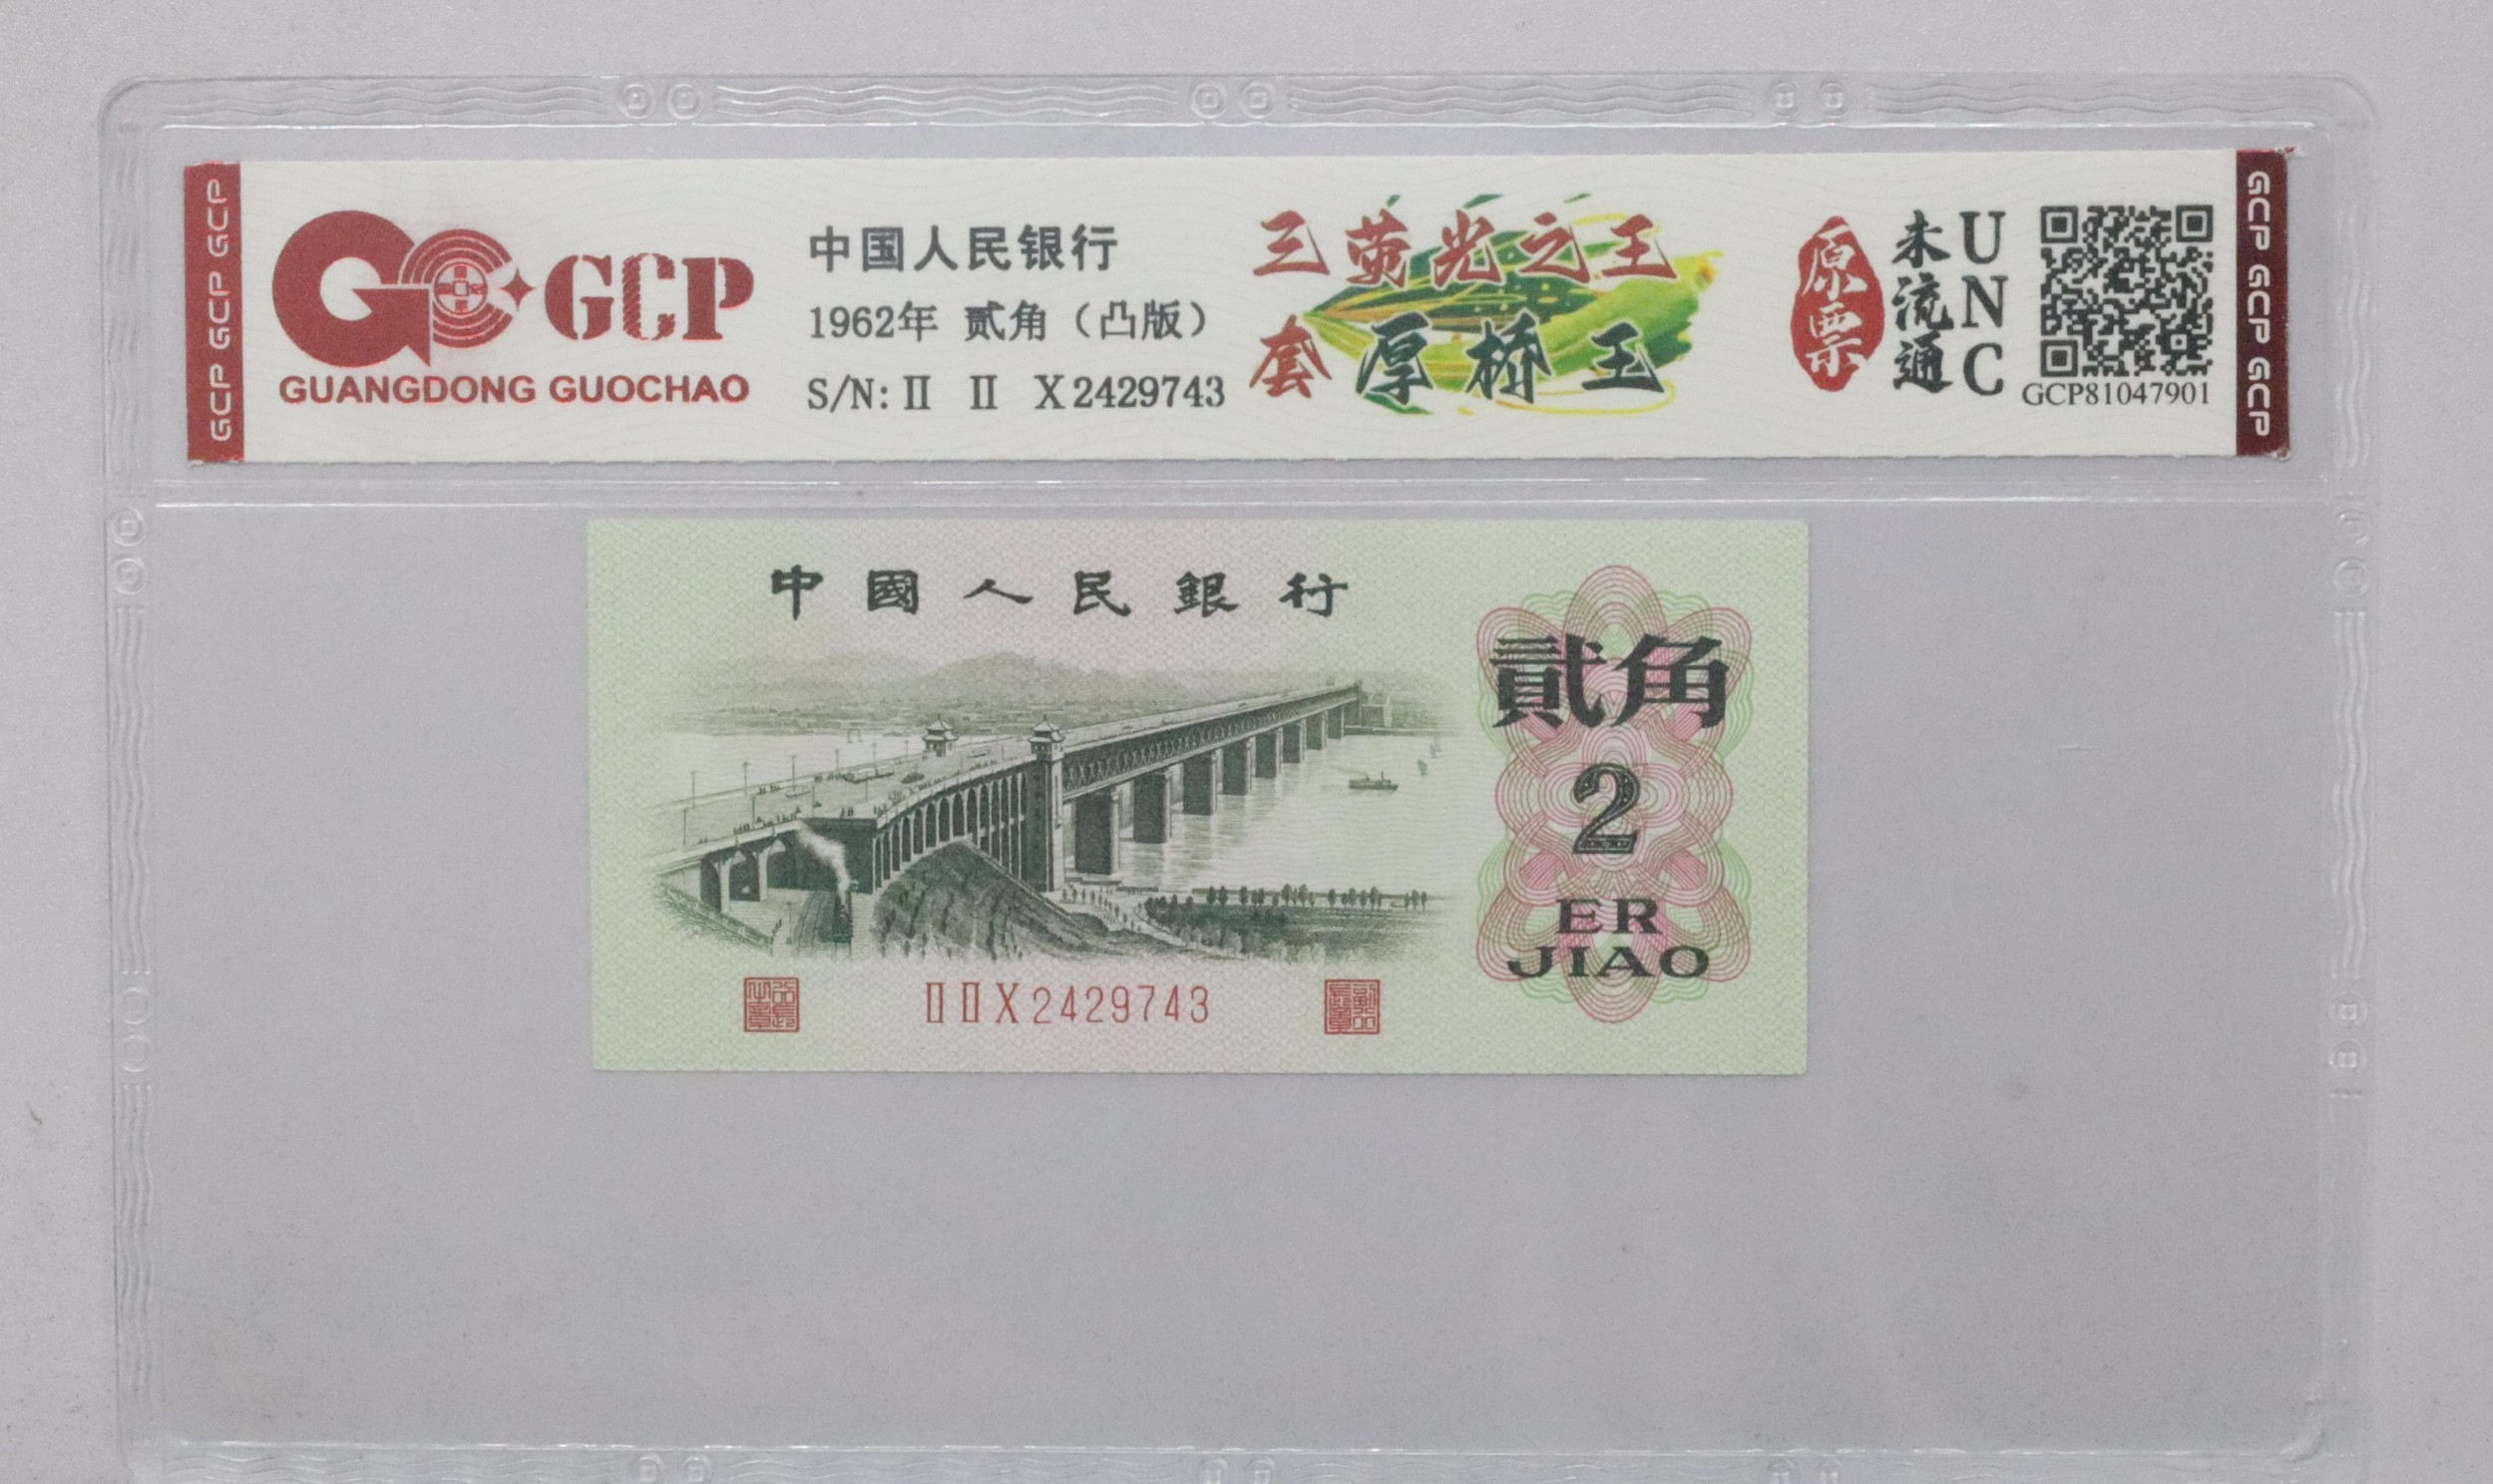 GCP GCP GCP
GCP
GUANGDONG GUOCHAO
中国人民银行
1962年 贰角（凸版）
S/N: II II X2429743
三荧光之王
套厚桥王
原票
未流通
UNC
GCP81047901
GCP GCP GCP
中國人民銀行
貳角
2
ER
JIAO
II II X 2429743